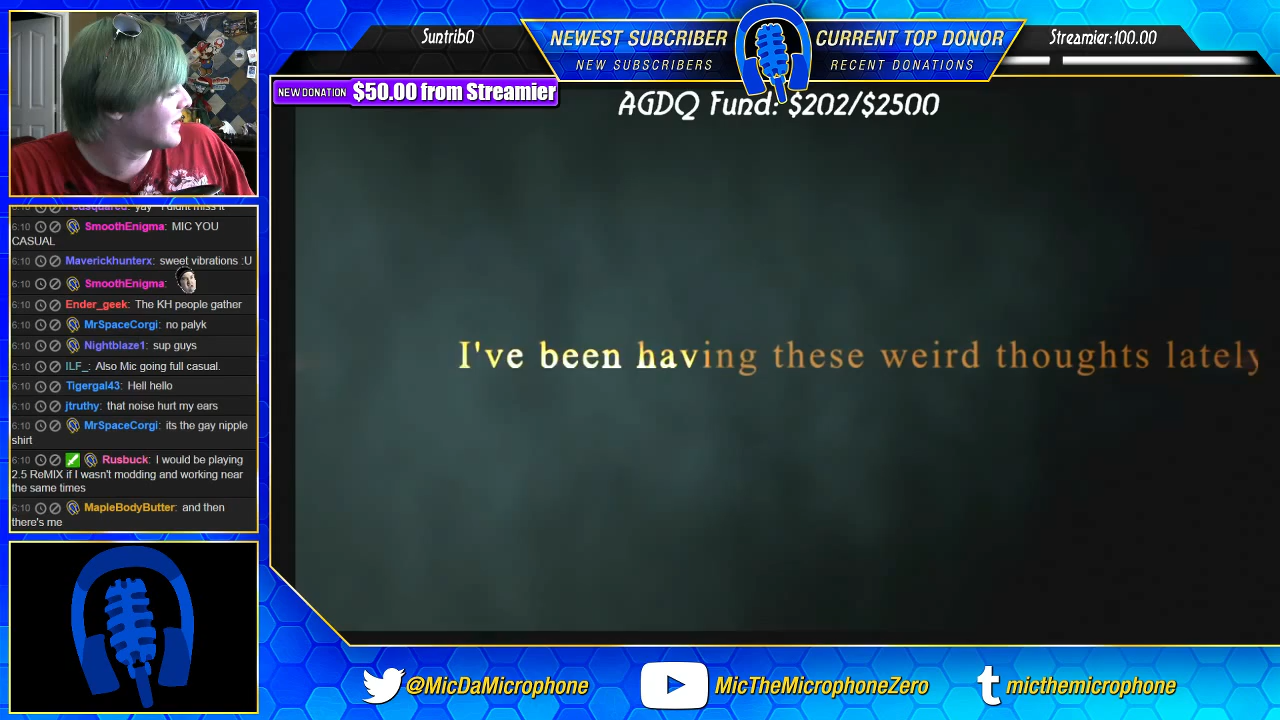 Suntrib0
NEWEST SUBCRIBER
CURRENT TOP DONOR
Streamier:100.00
NEW SUBSCRIBERS
RECENT DONATIONS
NEW DONATION $50.00 from Streamier
AGDQ Fund: $202/$2500
6:10 SmoothEnigma: MIC YOU
CASUAL
6:10 Maverickhunterx: sweet vibrations :U
6:10 SmoothEnigma:
6:10 Ender_geek: The KH people gather
6:10 MrSpaceCorgi: no palyk
6:10 Nightblaze1: sup guys
6:10 ILF_: Also Mic going full casual.
6:10 Tigergal43: Hell hello
6:10 jtruthy: that noise hurt my ears
6:10 MrSpaceCorgi: its the gay nipple
shirt
6:10 Rusbuck: I would be playing
2.5 ReMIX if I wasn't modding and working near
the same times
6:10 MapleBodyButter: and then
there's me
I've been having these weird thoughts lately
@MicDaMicrophone
MicTheMicrophoneZero
micthemicrophone